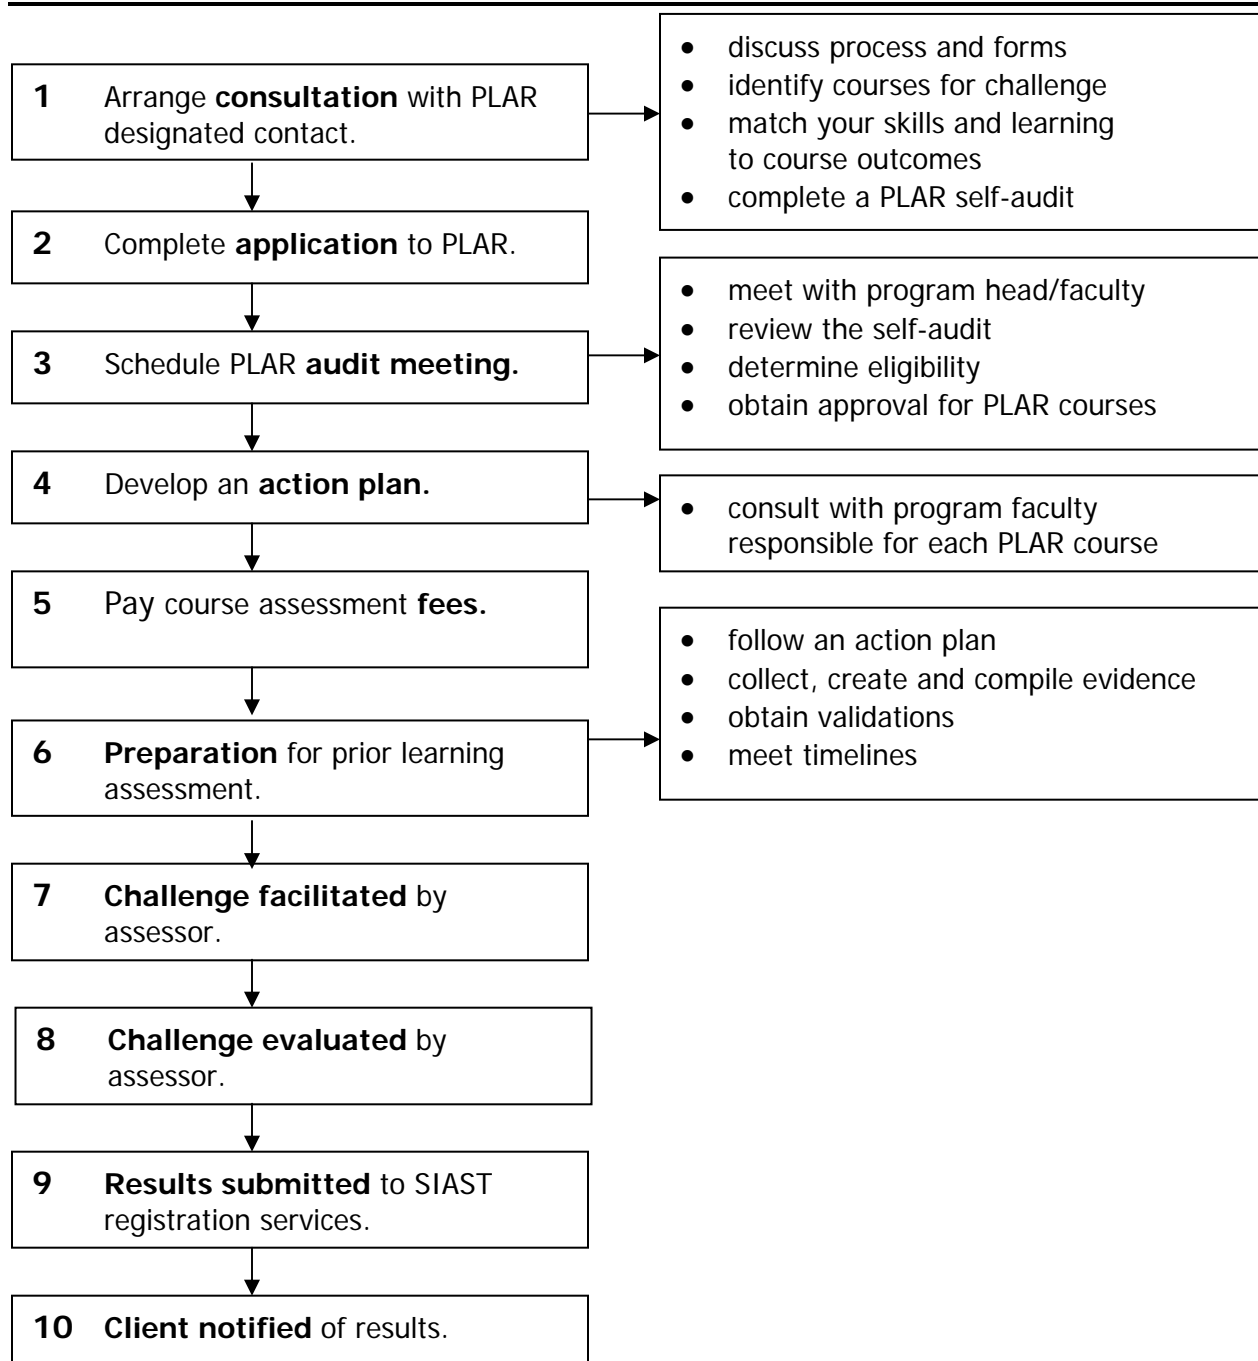 1 Arrange consultation with PLAR
designated contact.
• discuss process and forms
• identify courses for challenge
• match your skills and learning
to course outcomes
• complete a PLAR self-audit
2 Complete application to PLAR.
3 Schedule PLAR audit meeting.
• meet with program head/faculty
• review the self-audit
• determine eligibility
• obtain approval for PLAR courses
4 Develop an action plan.
• consult with program faculty
responsible for each PLAR course
5 Pay course assessment fees.
6 Preparation for prior learning
assessment.
• follow an action plan
• collect, create and compile evidence
• obtain validations
• meet timelines
7 Challenge facilitated by
assessor.
8 Challenge evaluated by
assessor.
9 Results submitted to SIAST
registration services.
10 Client notified of results.